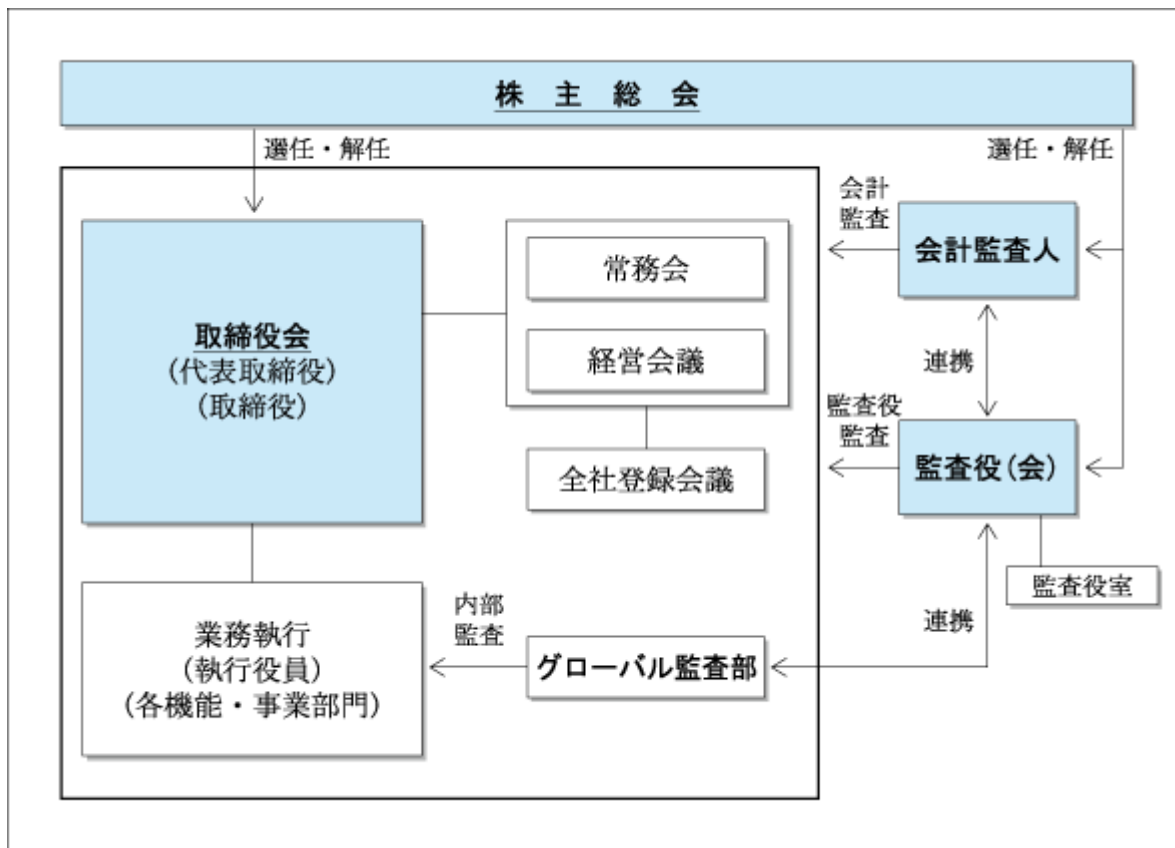 株　主　総　会
選任・解任
選任・解任
取締役会
(代表取締役)
(取締役)
常務会
経営会議
全社登録会議
会計
監査
会計監査人
連携
監査役
監査
監査役(会)
監査役室
業務執行
(執行役員)
(各機能・事業部門)
内部
監査
グローバル監査部
連携